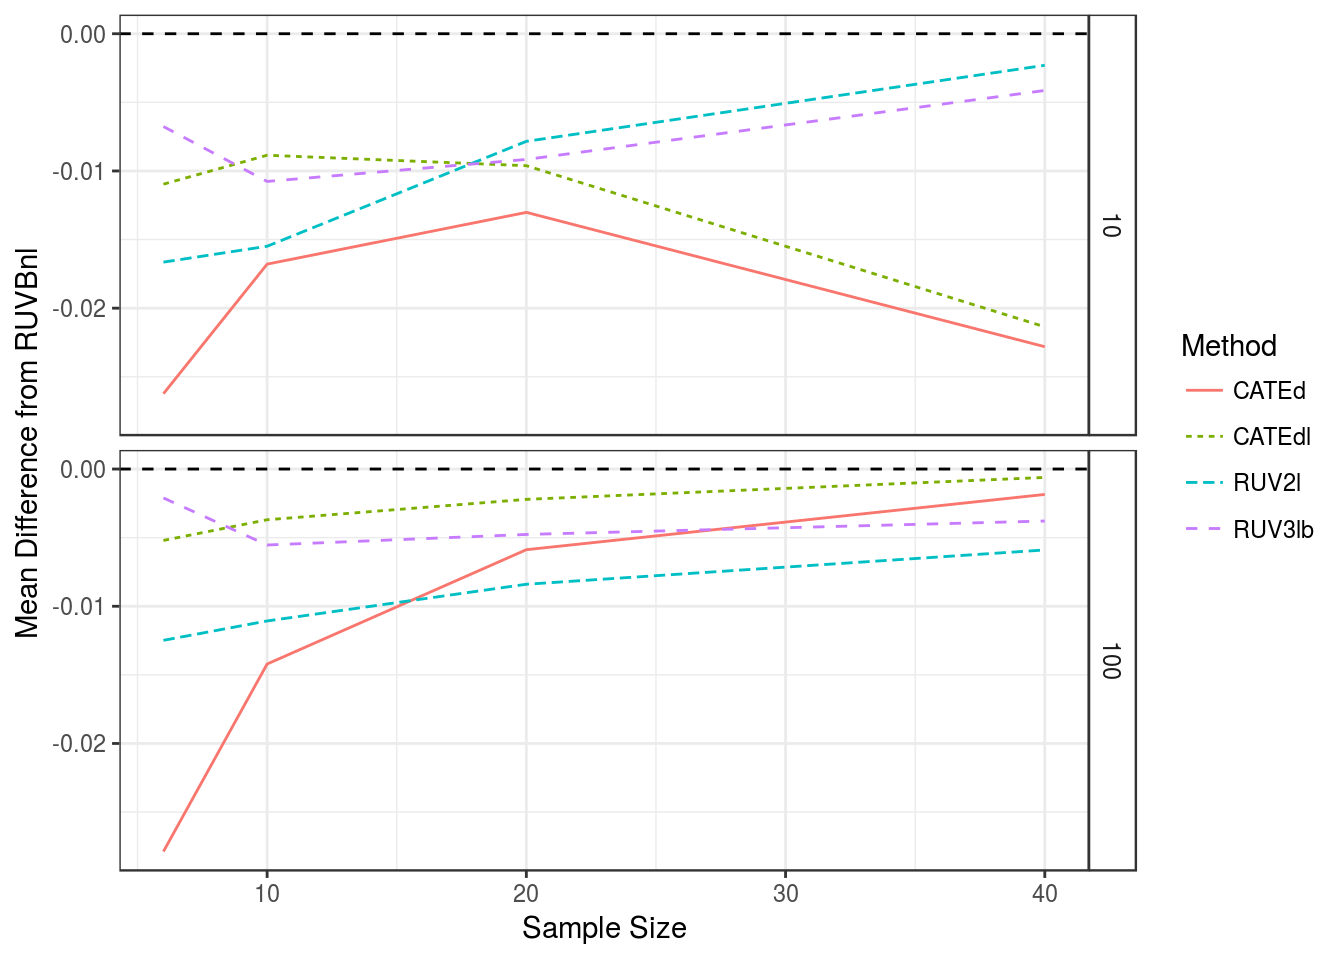 Mean Difference from RUVBnl
0.00
-0.01
-0.02
10
0.00
-0.01
-0.02
100
10 20 30 40
Sample Size
Method
CATEd
CATEdl
RUV2l
RUV3lb